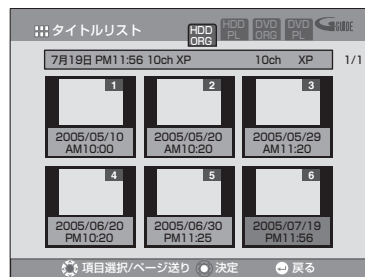 タイトルリスト
HDD ORG HDD PL DVD ORG DVD PL G GUIDE
7月19日 PM11:56 10ch XP 10ch XP 1/1
1 2 3
2005/05/10 2005/05/20 2005/05/29
AM10:00 AM10:20 AM11:20
4 5 6
2005/06/20 2005/06/30 2005/07/19
PM10:20 PM11:25 PM11:56
項目選択/ページ送り 決定 戻る